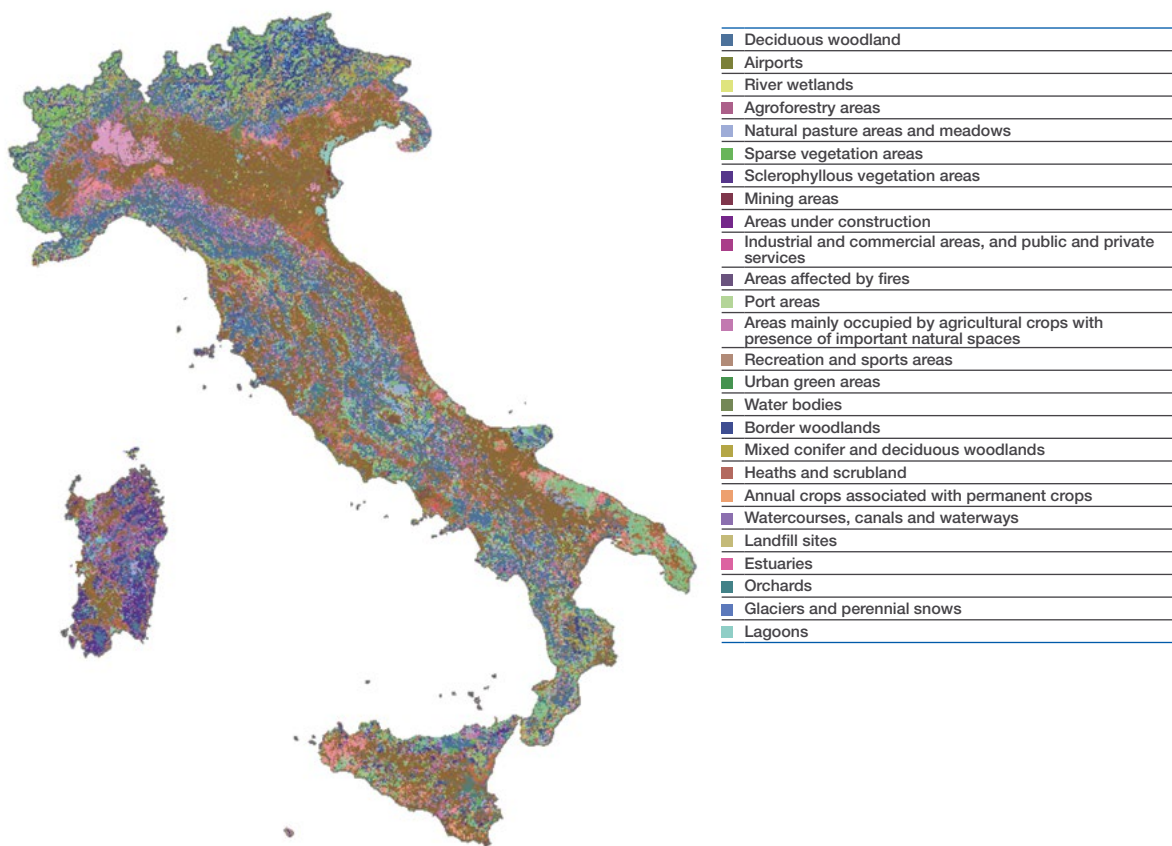 Deciduous woodland
Airports
River wetlands
Agroforestry areas
Natural pasture areas and meadows
Sparse vegetation areas
Sclerophyllous vegetation areas
Mining areas
Areas under construction
Industrial and commercial areas, and public and private
services
Areas affected by fires
Port areas
Areas mainly occupied by agricultural crops with
presence of important natural spaces
Recreation and sports areas
Urban green areas
Water bodies
Border woodlands
Mixed conifer and deciduous woodlands
Heaths and scrubland
Annual crops associated with permanent crops
Watercourses, canals and waterways
Landfill sites
Estuaries
Orchards
Glaciers and perennial snows
Lagoons